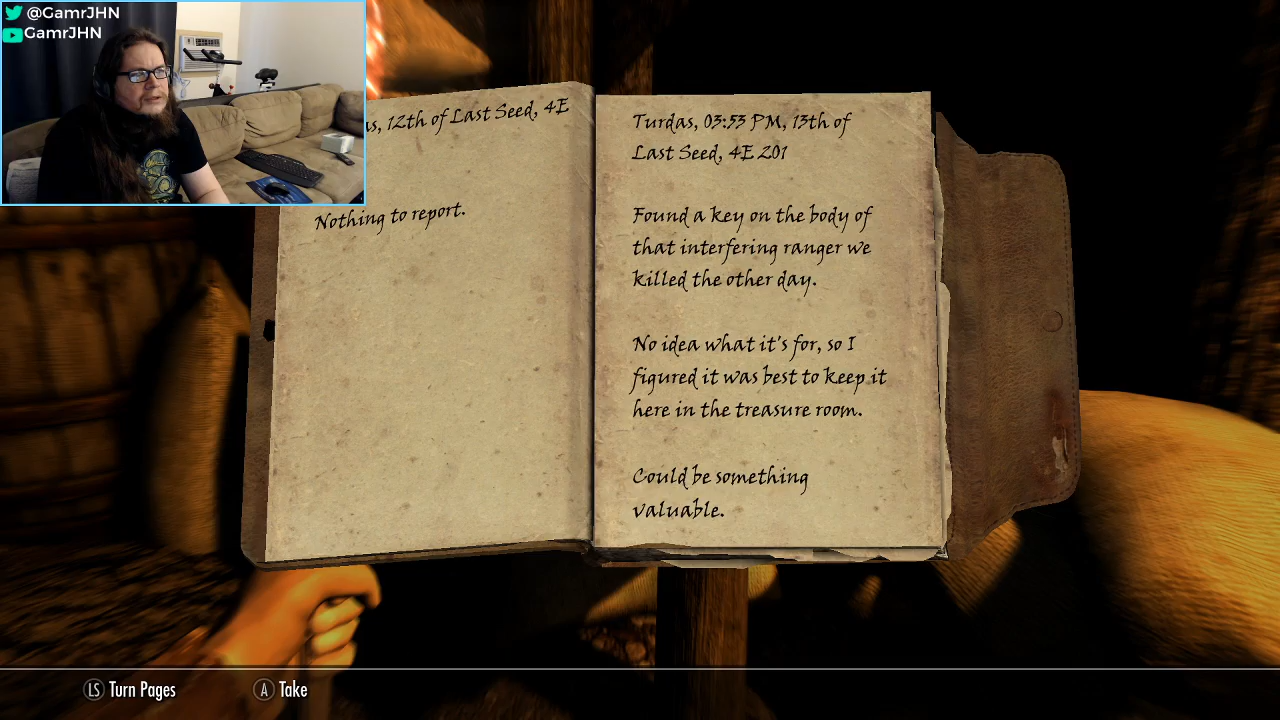 @GamrJHN
GamrJHN
12th of Last Seed, 4E
Nothing to report.
Turdas, 03:53 PM, 13th of
Last Seed, 4E 201
Found a key on the body of
that interfering ranger we
killed the other day.
No idea what it's for, so I
figured it was best to keep it
here in the treasure room.
Could be something
valuable.
LS Turn Pages
A Take